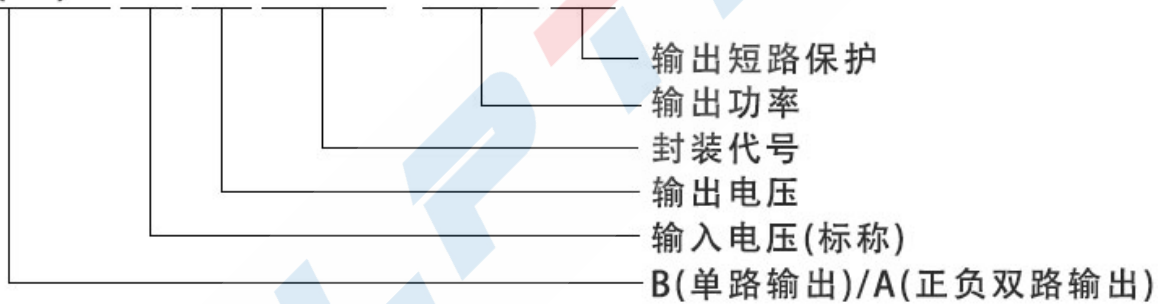 输出短路保护
输出功率
封装代号
输出电压
输入电压(标称)
B(单路输出)/A(正负双路输出)